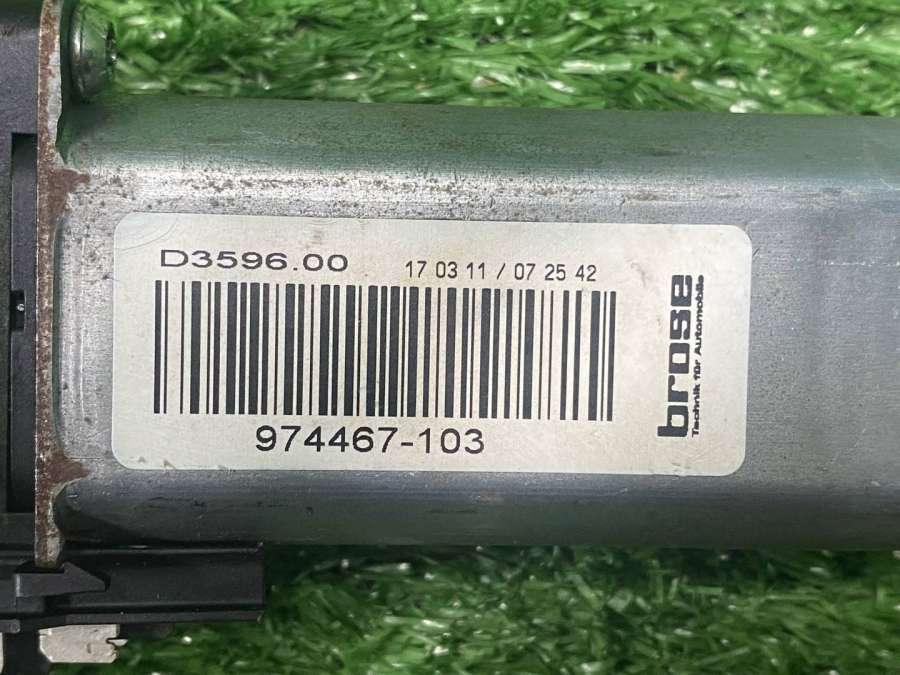 D3596.00
17 03 11 / 07 25 42
974467-103
brose
Technik für Automobile